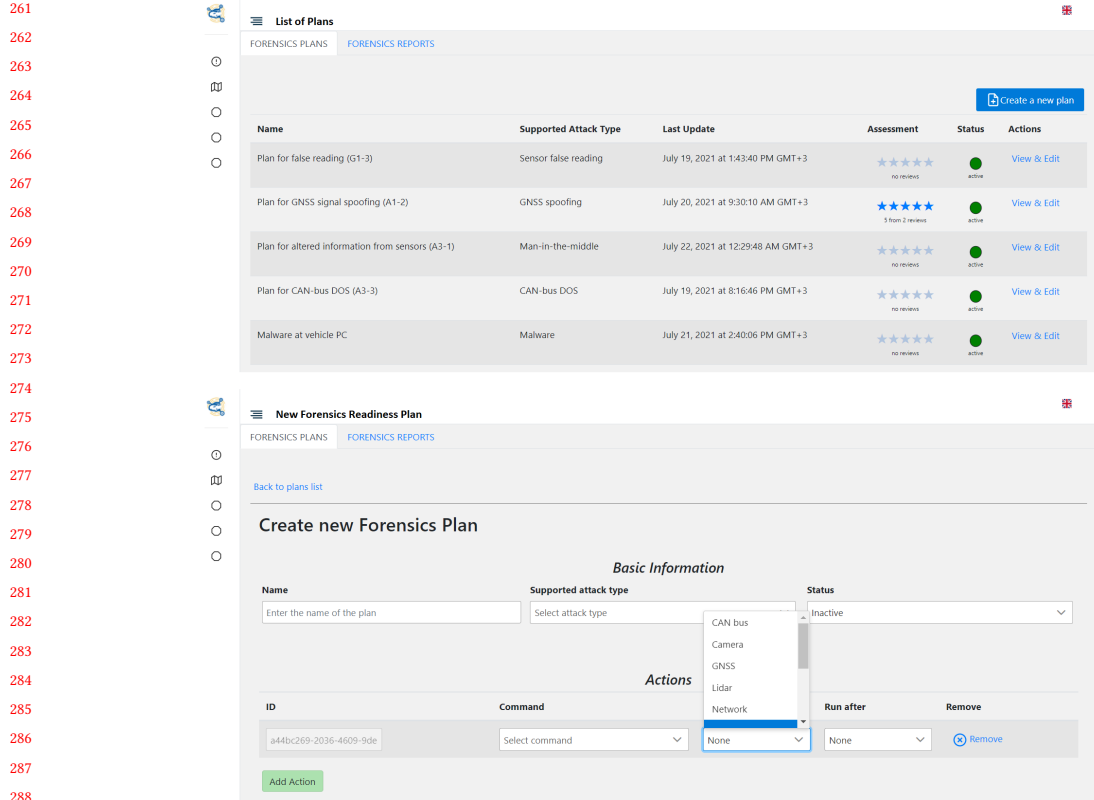 261
262
263
264
265
266
267
268
269
270
271
272
273
274
275
276
277
278
279
280
281
282
283
284
285
286
287
288
List of Plans
FORENSICS PLANS FORENSICS REPORTS
Create a new plan
Name Supported Attack Type Last Update Assessment Status Actions
Plan for false reading (G1-3) Sensor false reading July 19, 2021 at 1:43:40 PM GMT+3 View & Edit
no reviews active
Plan for GNSS signal spoofing (A1-2) GNSS spoofing July 20, 2021 at 9:30:10 AM GMT+3 View & Edit
5 from 2 reviews active
Plan for altered information from sensors (A3-1) Man-in-the-middle July 22, 2021 at 12:29:48 AM GMT+3 View & Edit
no reviews active
Plan for CAN-bus DOS (A3-3) CAN-bus DOS July 19, 2021 at 8:16:46 PM GMT+3 View & Edit
no reviews active
Malware at vehicle PC Malware July 21, 2021 at 2:40:06 PM GMT+3 View & Edit
no reviews active
New Forensics Readiness Plan
FORENSICS PLANS FORENSICS REPORTS
Back to plans list
Create new Forensics Plan
Basic Information
Name Supported attack type Status
Enter the name of the plan Select attack type Inactive
CAN bus
Camera
GNSS
Lidar
Network
Actions
ID Command Run after Remove
a44bc269-2036-4609-9de Select command None None Remove
Add Action